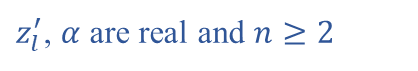 z′_l, α are real and n ≥ 2